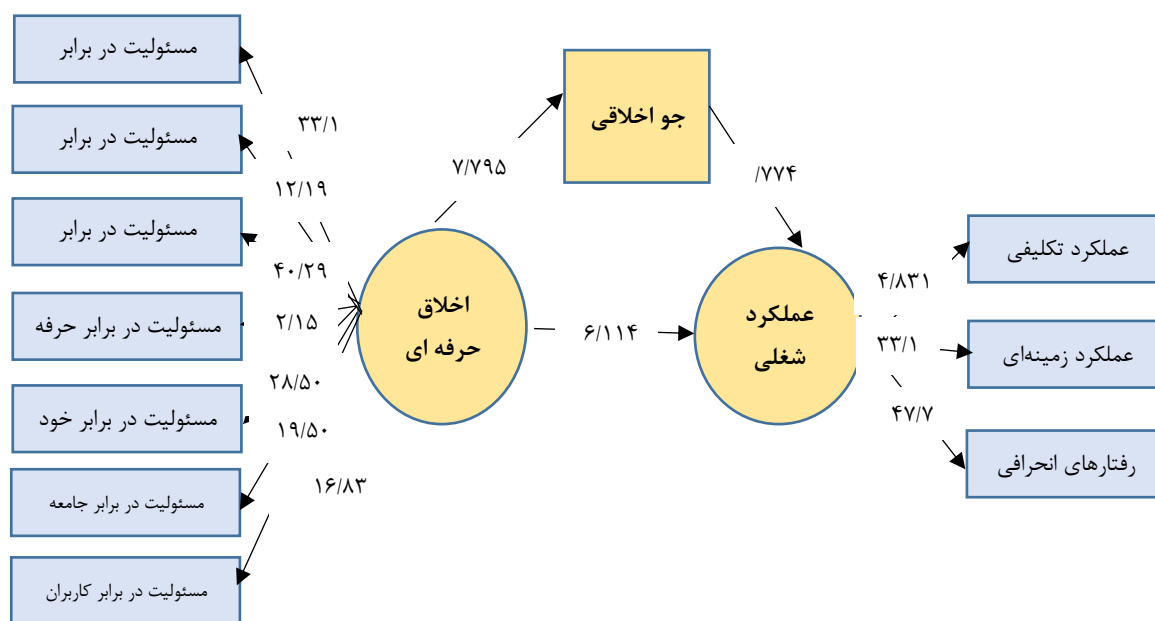 مسئولیت در برابر
مسئولیت در برابر
مسئولیت در برابر
مسئولیت در برابر حرفه
مسئولیت در برابر خود
مسئولیت در برابر جامعه
مسئولیت در برابر کاربران
۳۳/۱
۱۲/۱۹
۴۰/۲۹
۲/۱۵
۲۸/۵۰
۱۹/۵۰
۱۶/۸۳
اخلاق
حرفه ای
۷/۷۹۵
جو اخلاقی
/۷۷۴
۶/۱۱۴
عملکرد
شغلی
۴/۸۳۱
۳۳/۱
۴۷/۷
عملکرد تکلیفی
عملکرد زمینه‌ای
رفتارهای انحرافی